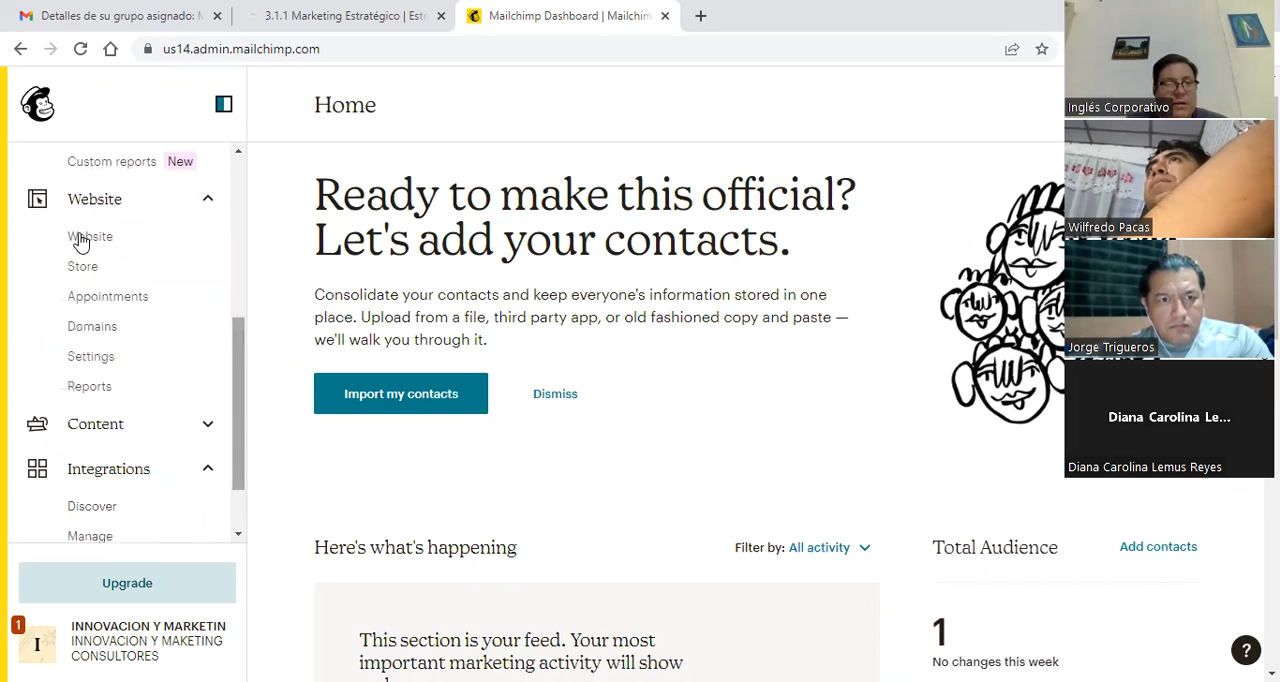 Detalles de su grupo asignado:
3.1.1 Marketing Estratégico | Est
Mailchimp Dashboard | Mailchim
us14.admin.mailchimp.com
Home
Custom reports New
Website
Website
Store
Appointments
Domains
Settings
Reports
Content
Integrations
Discover
Manage
Upgrade
1
I
INNOVACION Y MARKETIN
INNOVACION Y MAKETING
CONSULTORES
Ready to make this official?
Let's add your contacts.
Consolidate your contacts and keep everyone's information stored in one
place. Upload from a file, third party app, or old fashioned copy and paste —
we'll walk you through it.
Import my contacts
Dismiss
Here's what's happening
Filter by: All activity
This section is your feed. Your most
important marketing activity will show
Total Audience
Add contacts
1
No changes this week
?
Inglés Corporativo
Wilfredo Pacas
Jorge Trigueros
Diana Carolina Le...
Diana Carolina Lemus Reyes